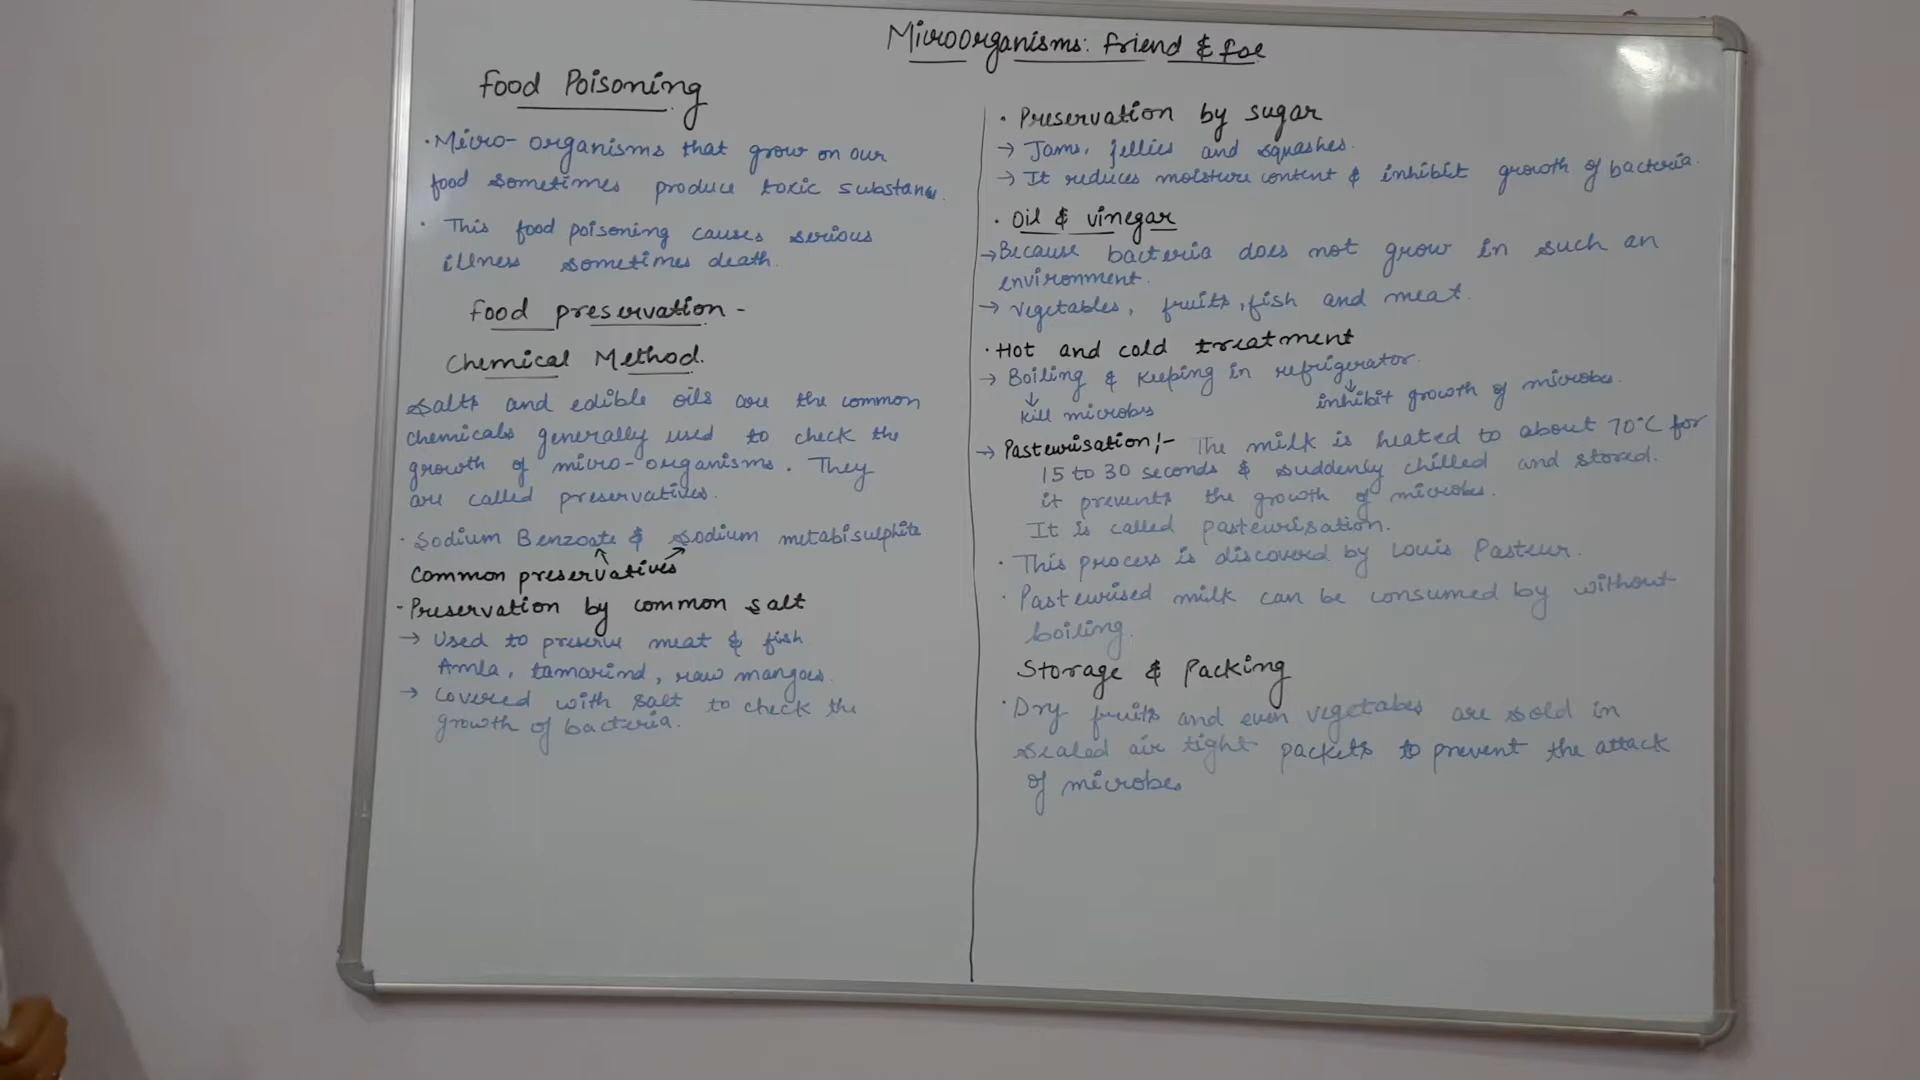 Microorganisms: Friend & foe
Food Poisoning
· Micro-organisms that grow on our
food sometimes produce toxic substance.
· This food poisoning causes serious
illness sometimes death.
Food preservation -
Chemical Method.
Salts and edible oils are the common
chemicals generally used to check the
growth of micro-organisms. They
are called preservatives.
· Sodium Benzoate & Sodium metabisulphite
Common preservatives
- Preservation by common salt
→ Used to preserve meat & fish
Amla, tamarind, raw mangoes.
→ Covered with salt to check the
growth of bacteria.
· Preservation by sugar
→ Jams, jellies and squashes.
→ It reduces moisture content & inhibit growth of bacteria.
· Oil & vinegar
→ Because bacteria does not grow in such an
environment.
→ Vegetables, fruits, fish and meat.
· Hot and cold treatment
→ Boiling & Keeping in refrigerator.
↓ ↓
kill microbes inhibit growth of microbes.
→ Pasteurisation!- The milk is heated to about 70°C for
15 to 30 seconds & suddenly chilled and stored.
it prevents the growth of microbes.
It is called pasteurisation.
· This process is discovered by Louis Pasteur.
· Pasteurised milk can be consumed by without
boiling.
Storage & Packing
· Dry fruits and even vegetabes are sold in
sealed air tight packets to prevent the attack
of microbes